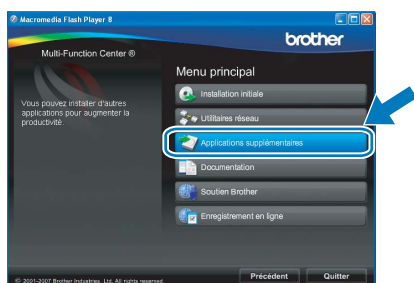 Macromedia Flash Player 8
brother
Multi-Function Center ®
Menu principal
Vous pouvez installer d'autres
applications pour augmenter la
productivité.
Installation initiale
Utilitaires réseau
Applications supplémentaires
Documentation
Soutien Brother
Enregistrement en ligne
© 2001-2007 Brother Industries, Ltd. All rights reserved.
Précédent
Quitter